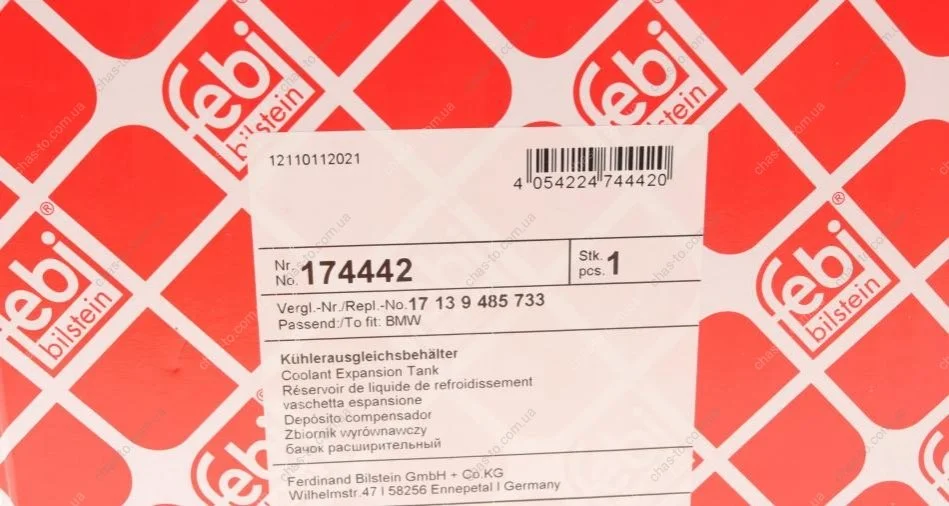 febi
bilstein
febi
bilstein
12110112021
4 054224 744420
Nr.
No. 174442
Stk.
pcs. 1
Vergl.-Nr./Repl.-No. 17 13 9 485 733
Passend:/To fit: BMW
Kühlerausgleichsbehälter
Coolant Expansion Tank
Réservoir de liquide de refroidissement
vaschetta espansione
Depósito compensador
Zbiornik wyrównawczy
бачок расширительный
Ferdinand Bilstein GmbH + Co.KG
Wilhelmstr.47 I 58256 Ennepetal I Germany
febi
bilstein
®
febi
bilstein
®
febi
febi
chas-to.com.ua